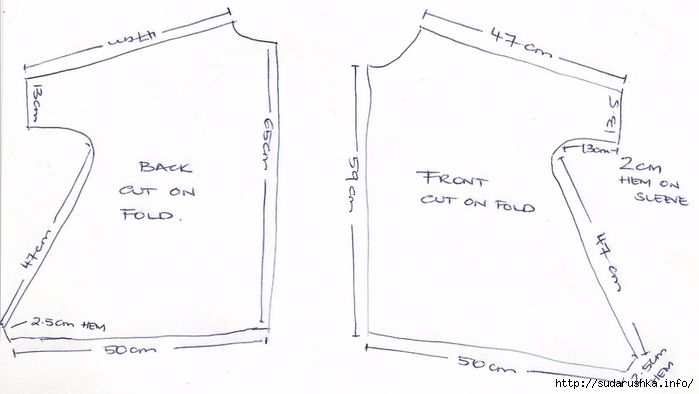 47cm
13cm
65cm
BACK
CUT ON
FOLD.
47cm
2.5cm HEM
50cm
47cm
13
59cm
13cm
2cm
HEM ON
SLEEVE
FRONT
CUT ON FOLD
47cm
50cm
2.5cm
HEM
http://sudarushka.info/